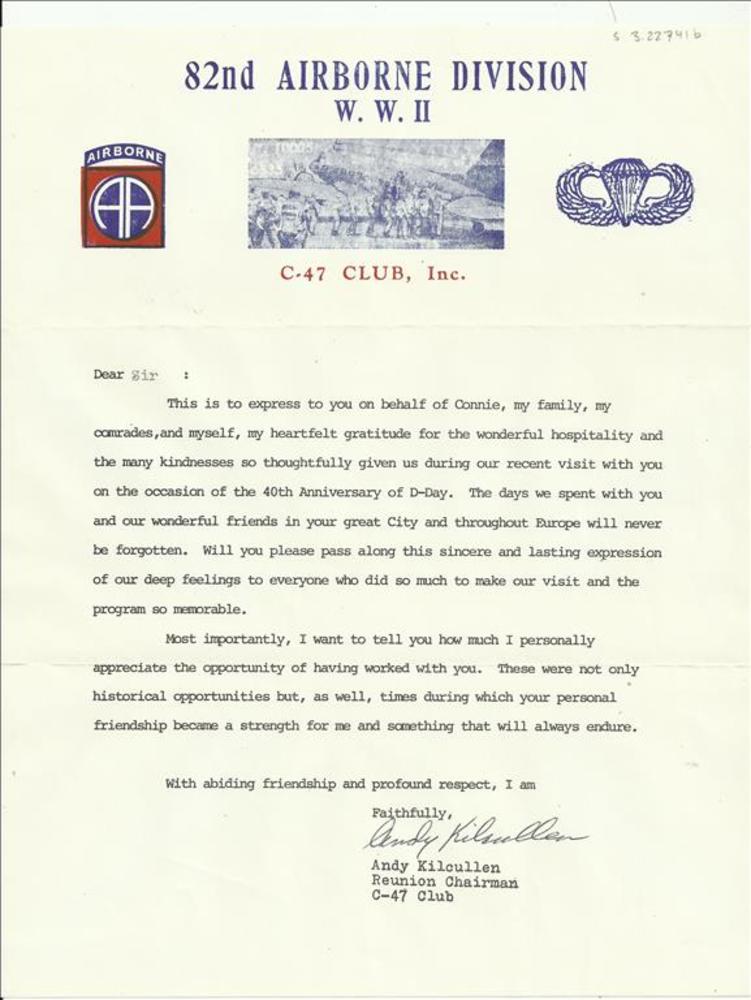 S 3.227416
82nd AIRBORNE DIVISION
W. W. II
AIRBORNE
AA
C-47 CLUB, Inc.
Dear Sir :
This is to express to you on behalf of Connie, my family, my
comrades,and myself, my heartfelt gratitude for the wonderful hospitality and
the many kindnesses so thoughtfully given us during our recent visit with you
on the occasion of the 40th Anniversary of D-Day. The days we spent with you
and our wonderful friends in your great City and throughout Europe will never
be forgotten. Will you please pass along this sincere and lasting expression
of our deep feelings to everyone who did so much to make our visit and the
program so memorable.
Most importantly, I want to tell you how much I personally
appreciate the opportunity of having worked with you. These were not only
historical opportunities but, as well, times during which your personal
friendship became a strength for me and something that will always endure.
With abiding friendship and profound respect, I am
Faithfully,
Andy Kilcullen
Andy Kilcullen
Reunion Chairman
C-47 Club